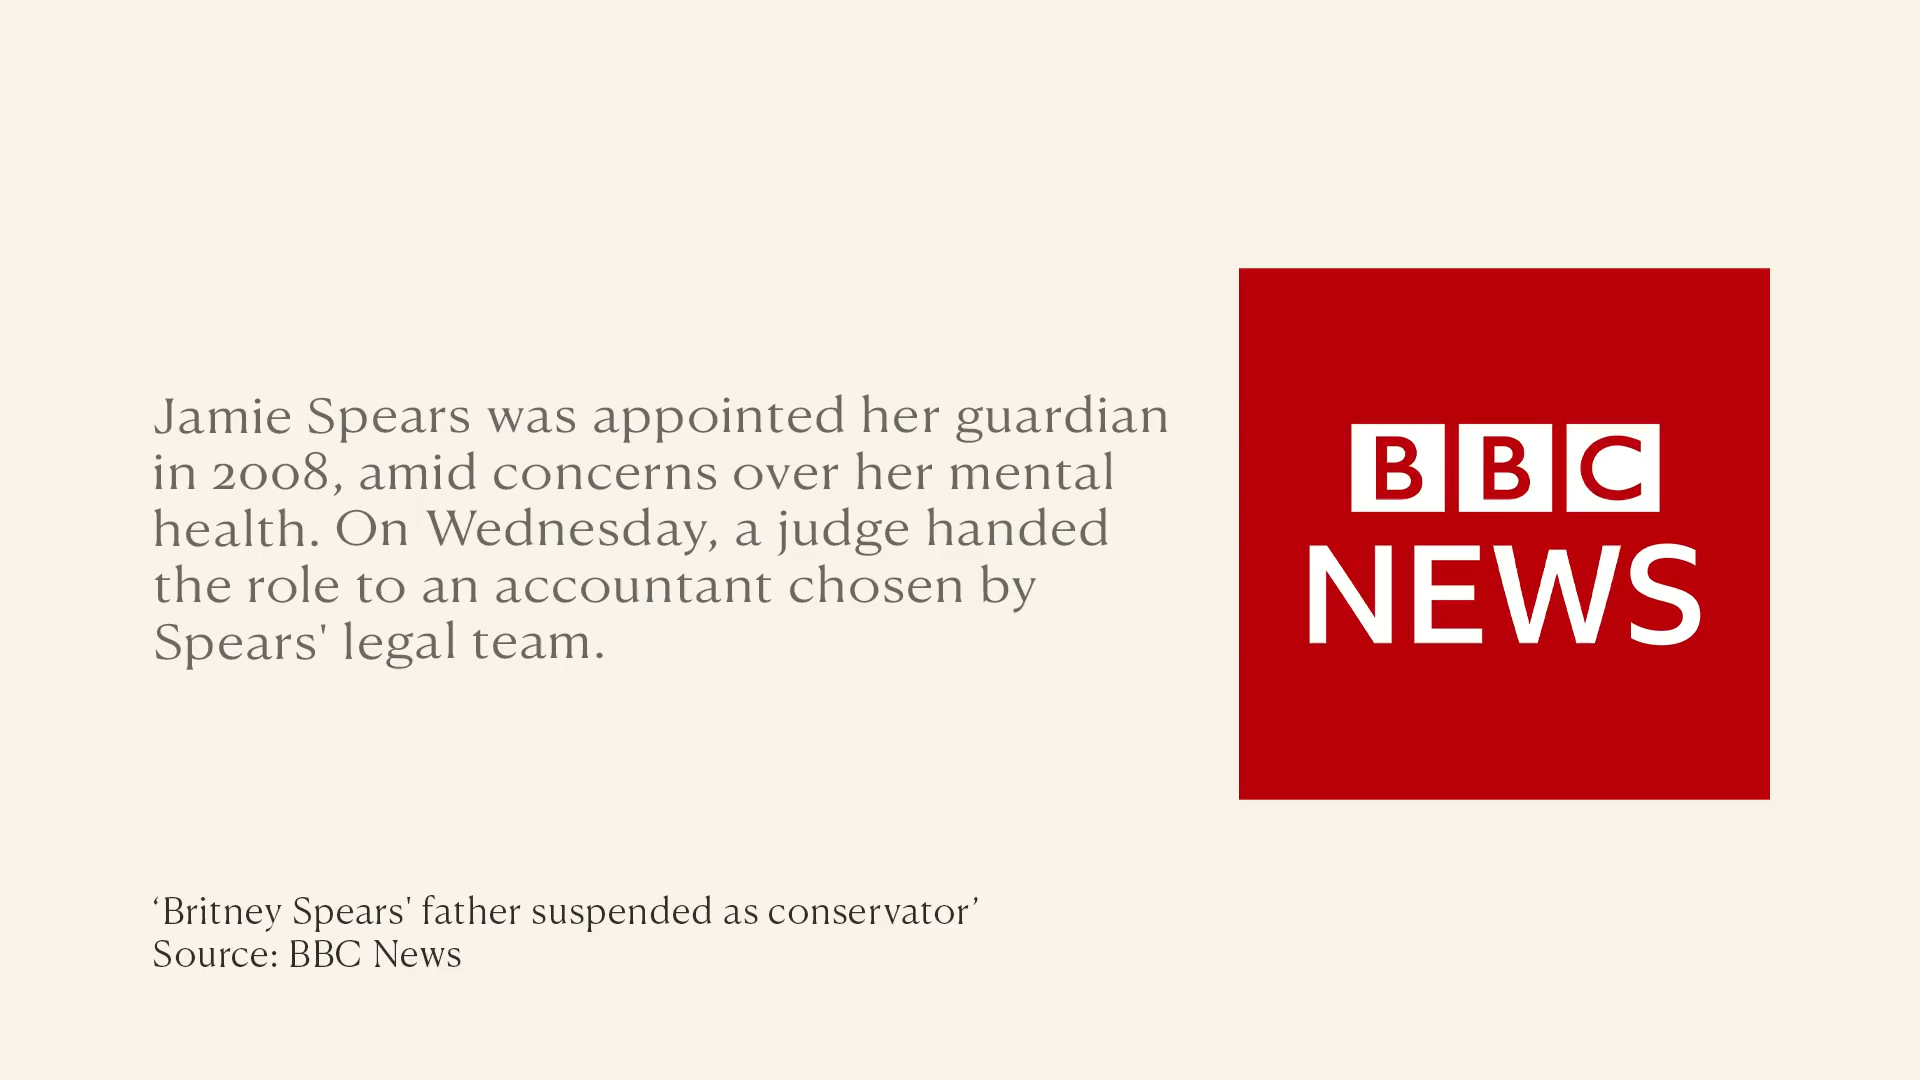 Jamie Spears was appointed her guardian
in 2008, amid concerns over her mental
health. On Wednesday, a judge handed
the role to an accountant chosen by
Spears' legal team.
BBC
NEWS
‘Britney Spears' father suspended as conservator’
Source: BBC News